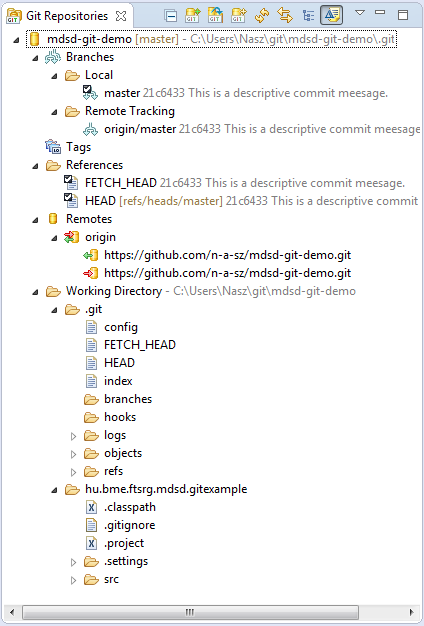 Git Repositories
mdsd-git-demo [master] - C:\Users\Nasz\git\mdsd-git-demo\.git
Branches
Local
master 21c6433 This is a descriptive commit meesage.
Remote Tracking
origin/master 21c6433 This is a descriptive commit message
Tags
References
FETCH_HEAD 21c6433 This is a descriptive commit meesage.
HEAD [refs/heads/master] 21c6433 This is a descriptive commit
Remotes
origin
https://github.com/n-a-sz/mdsd-git-demo.git
https://github.com/n-a-sz/mdsd-git-demo.git
Working Directory - C:\Users\Nasz\git\mdsd-git-demo
.git
config
FETCH_HEAD
HEAD
index
branches
hooks
logs
objects
refs
hu.bme.ftsrg.mdsd.gitexample
.classpath
.gitignore
.project
.settings
src